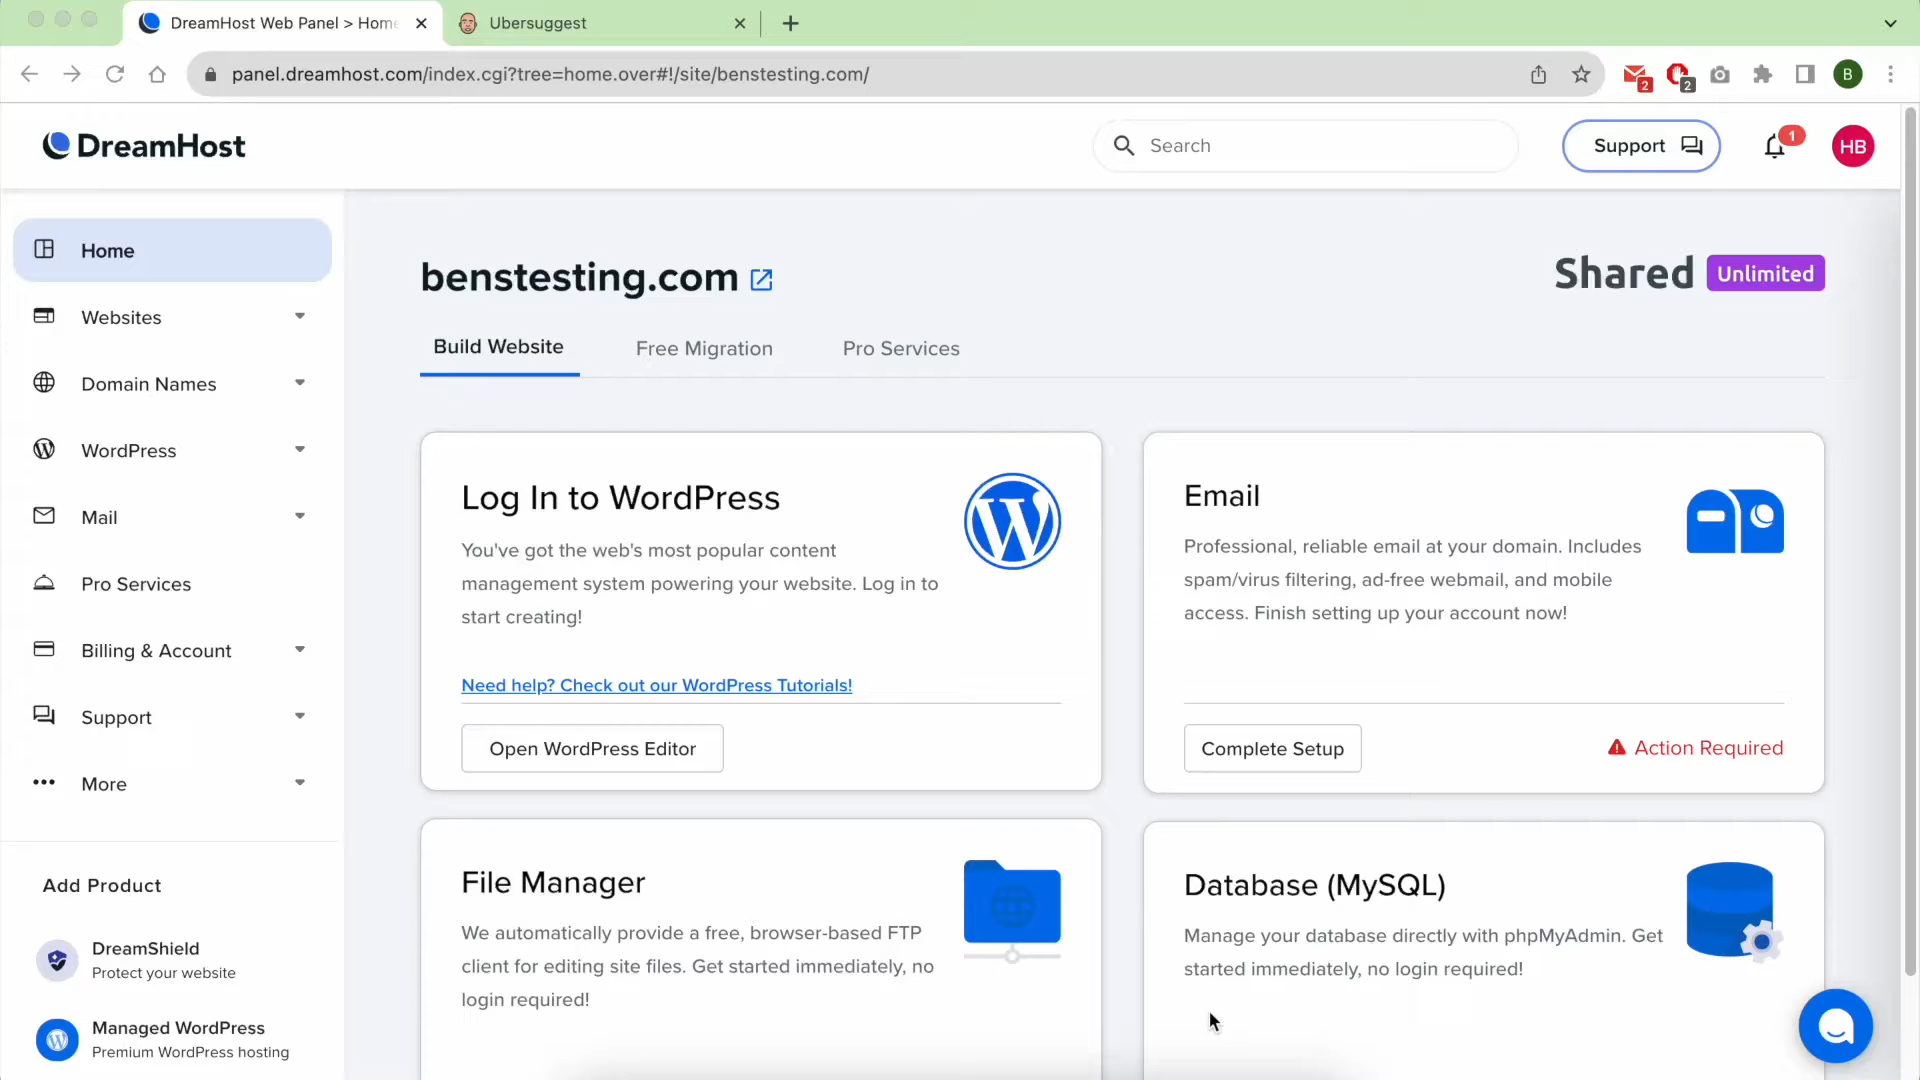 DreamHost Web Panel > Home
Ubersuggest
panel.dreamhost.com/index.cgi?tree=home.over#!/site/benstesting.com/
2
2
B
DreamHost
Search
Support
1
HB
Home
Websites
Domain Names
WordPress
Mail
Pro Services
Billing & Account
Support
More
Add Product
DreamShield
Protect your website
Managed WordPress
Premium WordPress hosting
benstesting.com
Shared Unlimited
Build Website
Free Migration
Pro Services
Log In to WordPress
You've got the web's most popular content
management system powering your website. Log in to
start creating!
Need help? Check out our WordPress Tutorials!
Open WordPress Editor
Email
Professional, reliable email at your domain. Includes
spam/virus filtering, ad-free webmail, and mobile
access. Finish setting up your account now!
Complete Setup
Action Required
File Manager
We automatically provide a free, browser-based FTP
client for editing site files. Get started immediately, no
login required!
Database (MySQL)
Manage your database directly with phpMyAdmin. Get
started immediately, no login required!